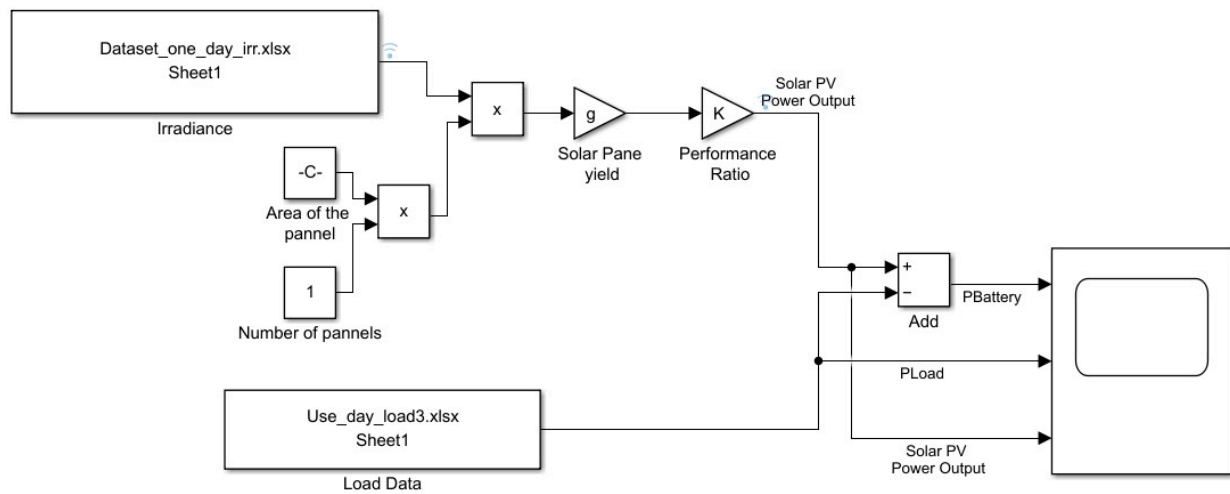 Dataset_one_day_irr.xlsx
Sheet1
Irradiance
x
g
Solar Pane
yield
K
Performance
Ratio
Solar PV
Power Output
-C-
Area of the
pannel
x
1
Number of pannels
+
−
Add
PBattery
PLoad
Solar PV
Power Output
Use_day_load3.xlsx
Sheet1
Load Data